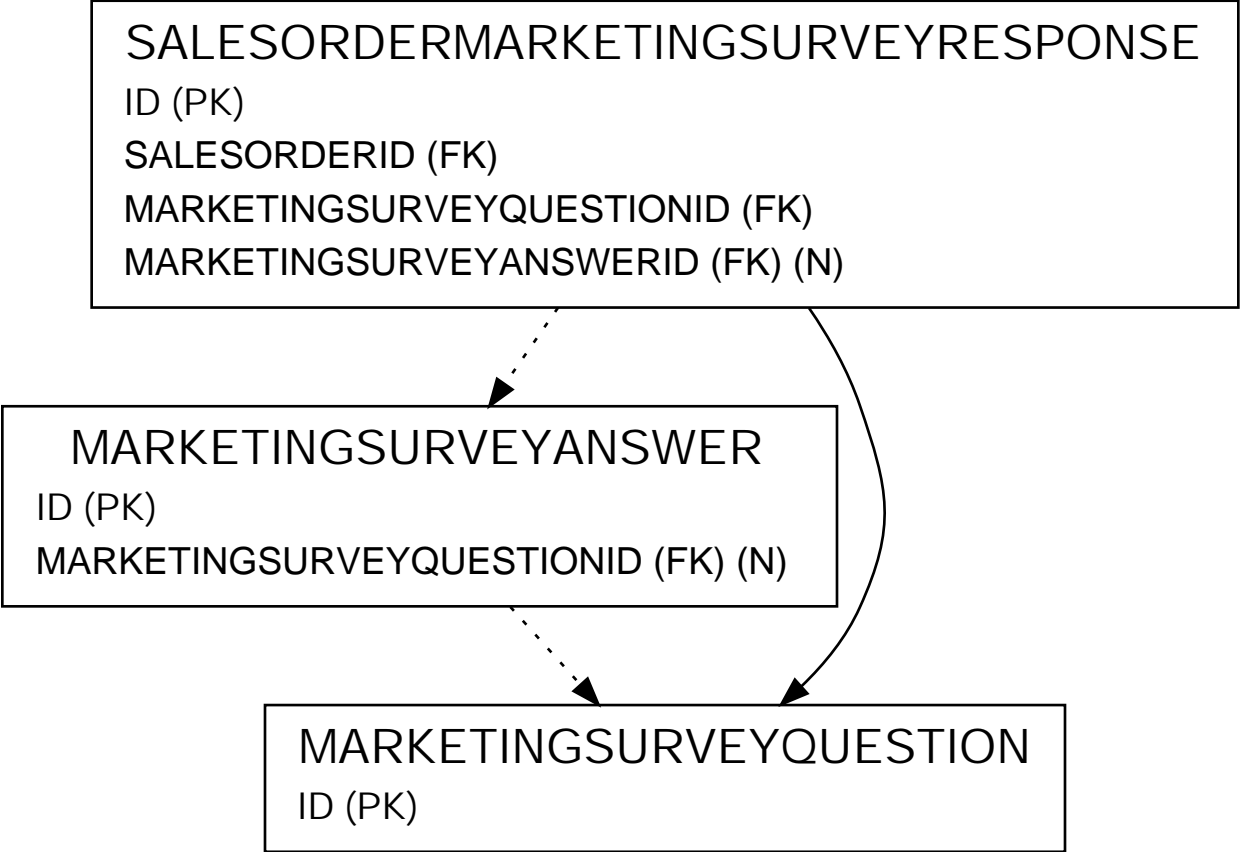 SALESORDERMARKETINGSURVEYRESPONSE
ID (PK)
SALESORDERID (FK)
MARKETINGSURVEYQUESTIONID (FK)
MARKETINGSURVEYANSWERID (FK) (N)
MARKETINGSURVEYANSWER
ID (PK)
MARKETINGSURVEYQUESTIONID (FK) (N)
MARKETINGSURVEYQUESTION
ID (PK)